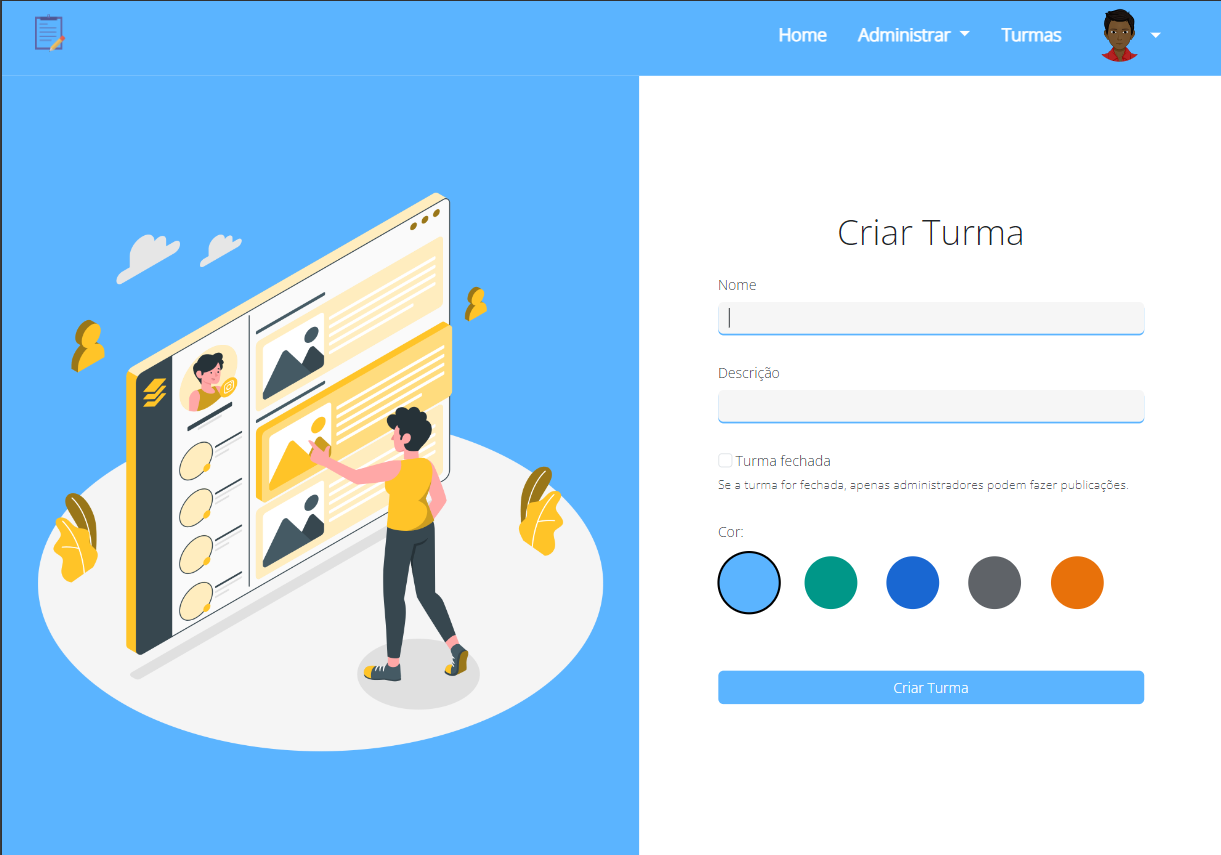 Home
Administrar
Turmas
Criar Turma
Nome
Descrição
Turma fechada
Se a turma for fechada, apenas administradores podem fazer publicações.
Cor:
Criar Turma